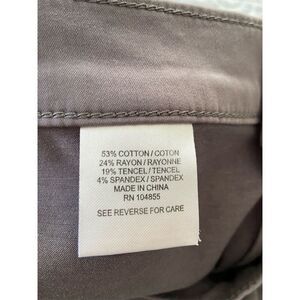 53% COTTON / COTON
24% RAYON / RAYONNE
19% TENCEL / TENCEL
4% SPANDEX / SPANDEX
MADE IN CHINA
RN 104855
SEE REVERSE FOR CARE